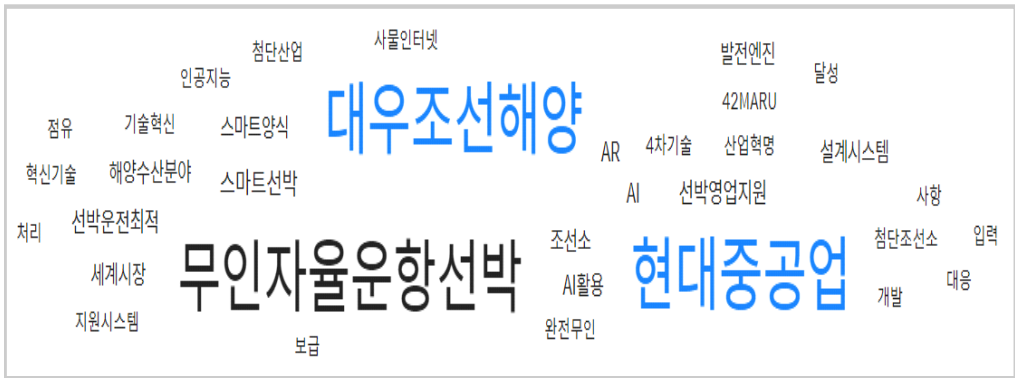 사물인터넷
첨단산업
발전엔진
달성
인공지능
대우조선해양
42MARU
점유
기술혁신
스마트양식
AR
4차기술
산업혁명
설계시스템
혁신기술
해양수산분야
스마트선박
AI
선박영업지원
사항
처리
선박운전최적
조선소
첨단조선소
입력
세계시장
무인자율운항선박
AI활용
현대중공업
개발
대응
지원시스템
완전무인
보급